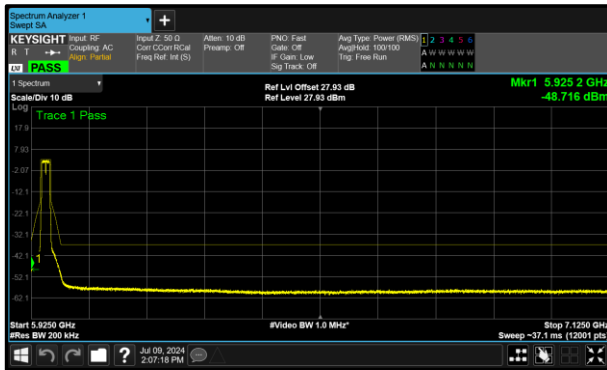 Spectrum Analyzer 1
Swept SA
+
KEYSIGHT
R T
LXI PASS
Input: RF
Coupling: AC
Align: Partial
Input Z: 50 Ω
Corr CCorr RCal
Freq Ref: Int (S)
Atten: 10 dB
Preamp: Off
PNO: Fast
Gate: Off
IF Gain: Low
Sig Track: Off
Avg Type: Power (RMS)
Avg|Hold: 100/100
Trig: Free Run
1 2 3 4 5 6
A W W W W W
A N N N N N
1 Spectrum
Scale/Div 10 dB
Ref Lvl Offset 27.93 dB
Ref Level 27.93 dBm
Mkr1 5.925 2 GHz
-48.716 dBm
Log
Trace 1 Pass
17.9
7.93
-2.07
-12.1
-22.1
-32.1
-42.1
1
-52.1
-62.1
Start 5.9250 GHz
#Res BW 200 kHz
#Video BW 1.0 MHz*
Stop 7.1250 GHz
Sweep ~37.1 ms (12001 pts)
?
Jul 09, 2024
2:07:18 PM